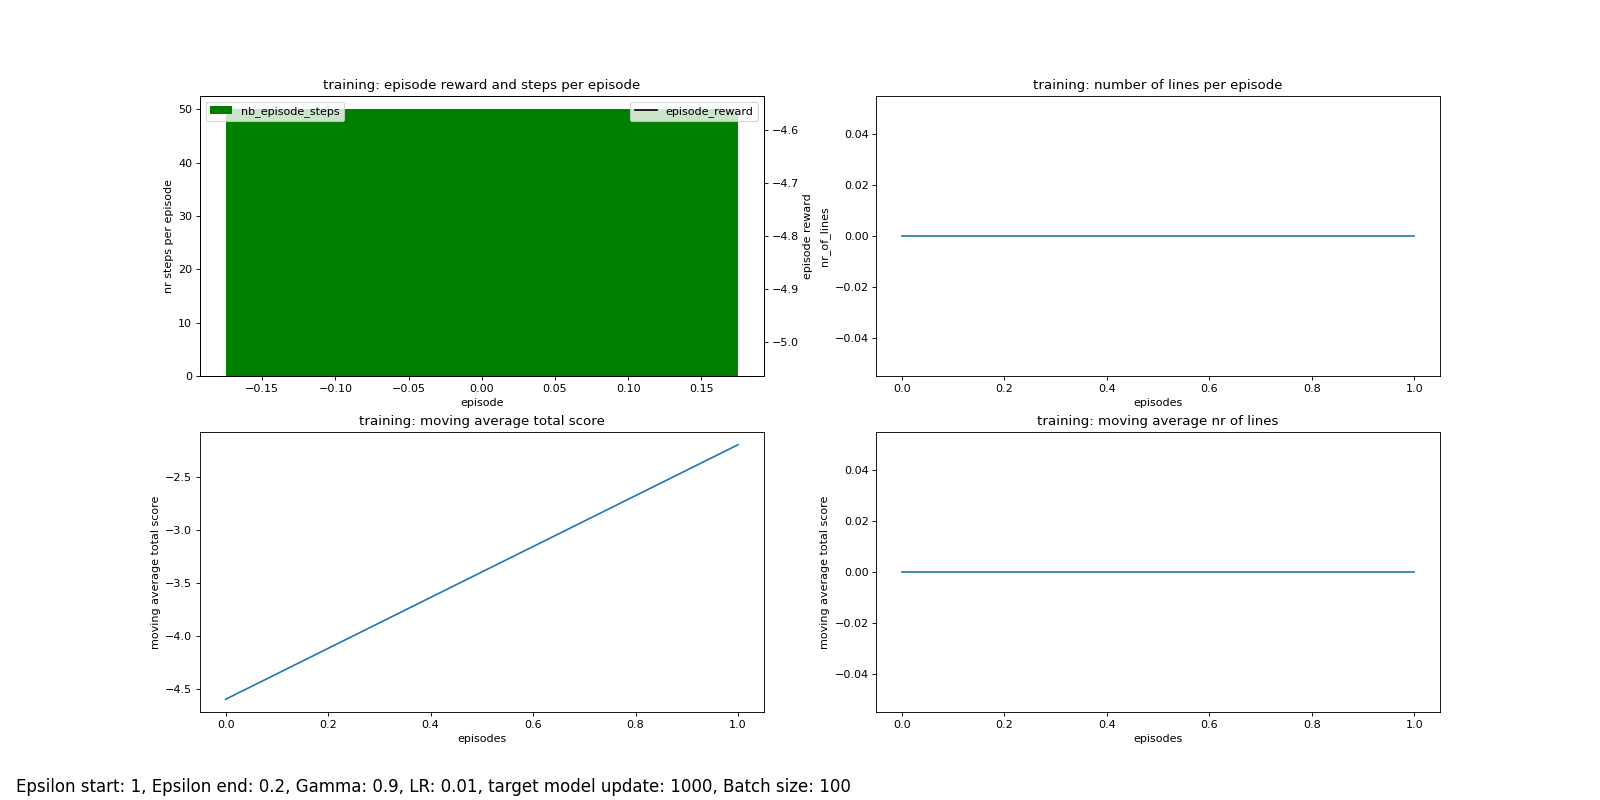 training: episode reward and steps per episode
nb_episode_steps
episode_reward
50
40
30
20
10
0
nr steps per episode
−4.6
−4.7
−4.8
−4.9
−5.0
episode reward
−0.15 −0.10 −0.05 0.00 0.05 0.10 0.15
episode
training: number of lines per episode
0.04
0.02
0.00
−0.02
−0.04
nr_of_lines
0.0 0.2 0.4 0.6 0.8 1.0
episodes
training: moving average total score
−2.5
−3.0
−3.5
−4.0
−4.5
moving average total score
0.0 0.2 0.4 0.6 0.8 1.0
episodes
training: moving average nr of lines
0.04
0.02
0.00
−0.02
−0.04
moving average total score
0.0 0.2 0.4 0.6 0.8 1.0
episodes
Epsilon start: 1, Epsilon end: 0.2, Gamma: 0.9, LR: 0.01, target model update: 1000, Batch size: 100